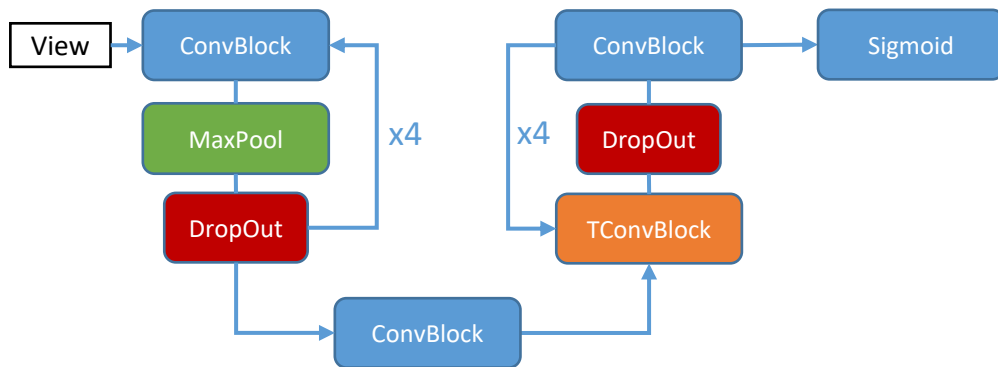 View
ConvBlock
MaxPool
DropOut
x4
ConvBlock
ConvBlock
Sigmoid
x4
DropOut
TConvBlock